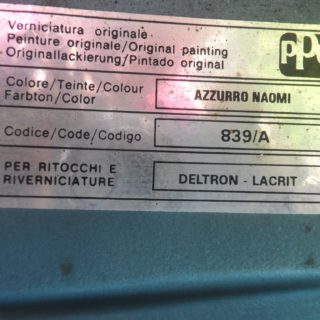 Verniciatura originale
Peinture originale/Original painting
Originallackierung/Pintado original
PPG
Colore/Teinte/Colour
Farbton/Color
AZZURRO NAOMI
Codice/Code/Codigo
839/A
PER RITOCCHI E
RIVERNICIATURE
DELTRON - LACRIT